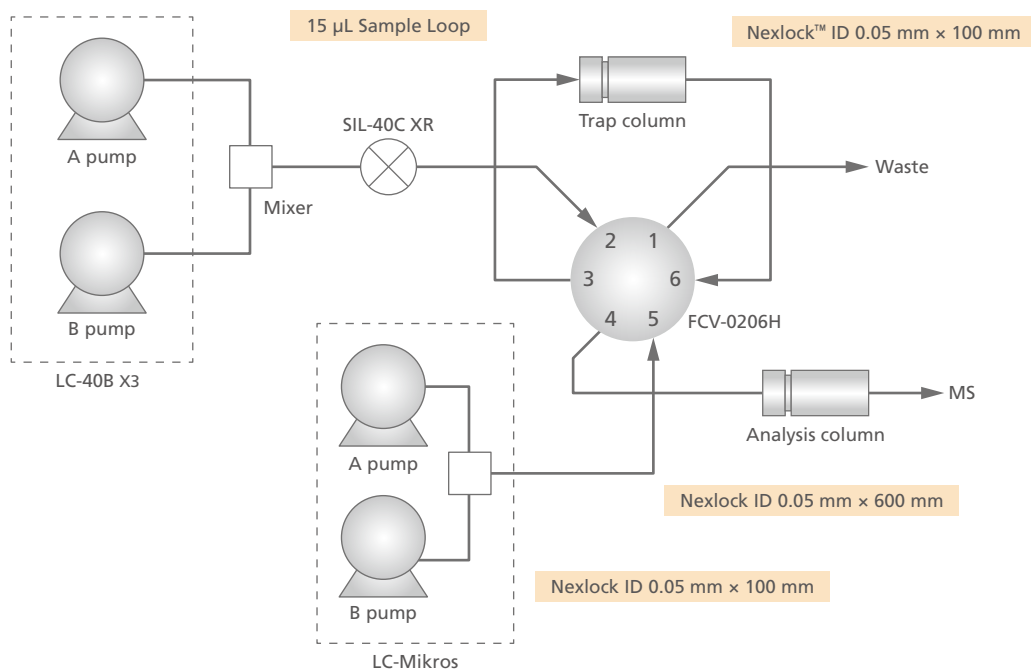 15 µL Sample Loop
Nexlock™ ID 0.05 mm × 100 mm
A pump
B pump
LC-40B X3
Mixer
SIL-40C XR
Trap column
Waste
2 1
3 6
4 5
FCV-0206H
A pump
B pump
LC-Mikros
MS
Analysis column
Nexlock ID 0.05 mm × 600 mm
Nexlock ID 0.05 mm × 100 mm